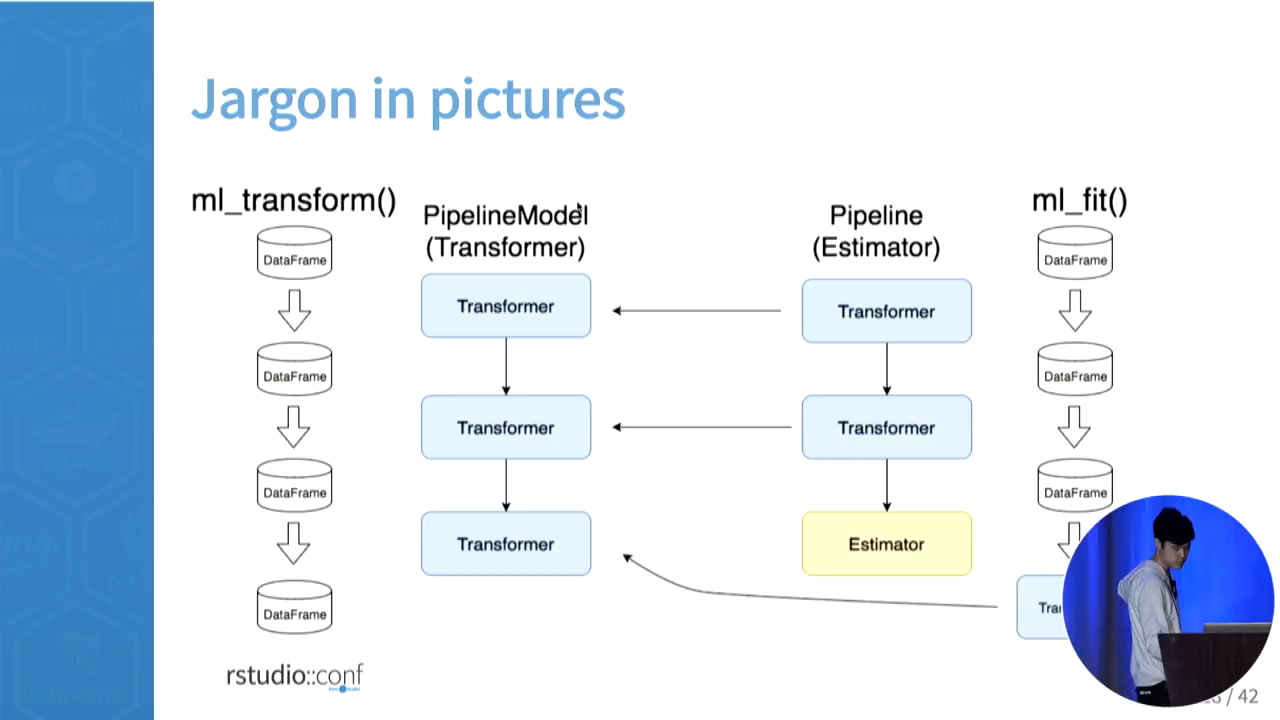 Jargon in pictures
ml_transform()
DataFrame
DataFrame
DataFrame
DataFrame
PipelineModel
(Transformer)
Transformer
Transformer
Transformer
Pipeline
(Estimator)
Transformer
Transformer
Estimator
ml_fit()
DataFrame
DataFrame
DataFrame
rstudio::conf
/ 42